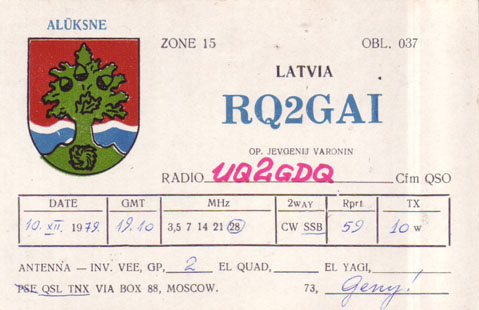 ALŪKSNE
ZONE 15 OBL. 037
LATVIA
RQ2GAI
OP. JEVGENIJ VARONIN
RADIO UQ2GDQ Cfm QSO
DATE GMT MHz 2WAY Rprt TX
10. XII. 1979. 19.10 3,5 7 14 21 28 CW SSB 59 10 W
ANTENNA — INV. VEE, GP, 2 EL QUAD, EL YAGI,
PSE QSL TNX VIA BOX 88, MOSCOW. 73, Geny!